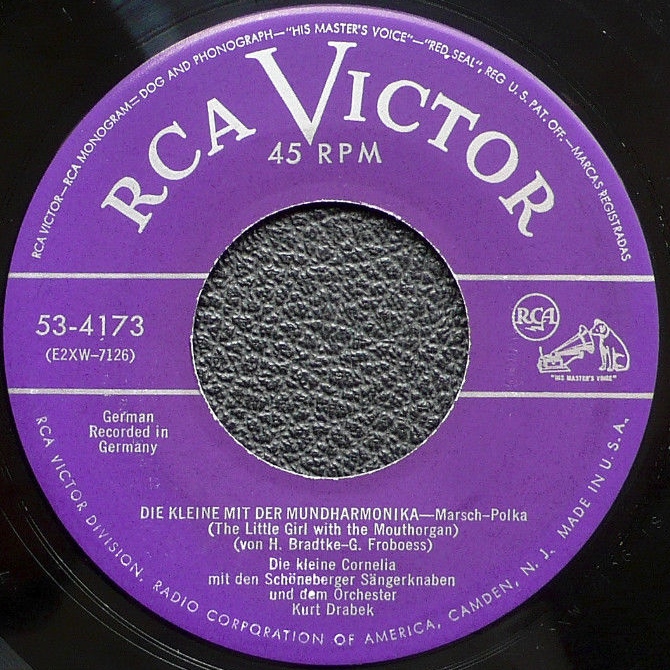 RCA VICTOR—RCA MONOGRAM—DOG AND PHONOGRAPH—"HIS MASTER'S VOICE"—"RED SEAL", REG U.S. PAT. OFF.—MARCAS REGISTRADAS
RCA VICTOR
45 RPM
53-4173
(E2XW-7126)
RCA
"HIS MASTER'S VOICE"
German
Recorded in
Germany
DIE KLEINE MIT DER MUNDHARMONIKA—Marsch-Polka
(The Little Girl with the Mouthorgan)
(von H. Bradtke-G. Froboess)
Die kleine Cornelia
mit den Schöneberger Sängerknaben
und dem Orchester
Kurt Drabek
RCA VICTOR DIVISION, RADIO CORPORATION OF AMERICA, CAMDEN, N. J. MADE IN U. S. A.